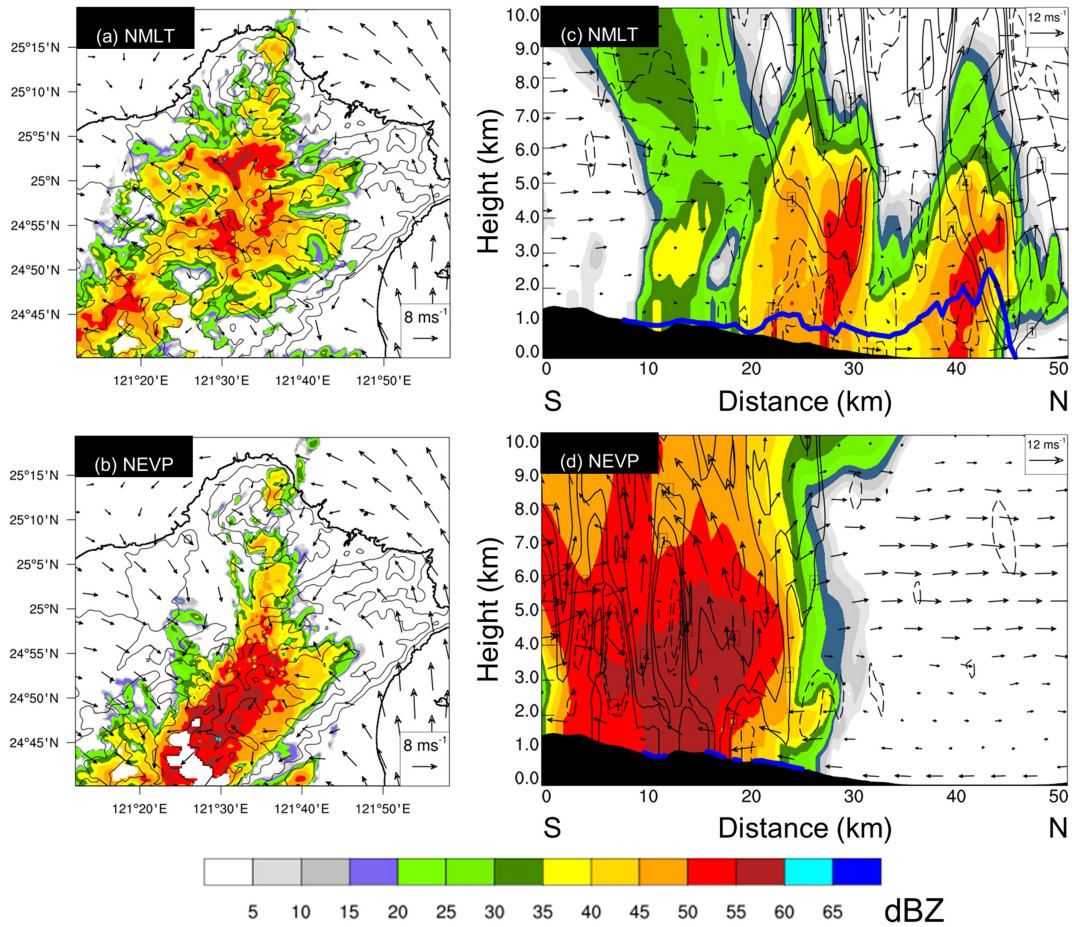 (a) NMLT
25°15'N
25°10'N
25°5'N
25°N
24°55'N
24°50'N
24°45'N
8 ms⁻¹
121°20'E
121°30'E
121°40'E
121°50'E
(c) NMLT
12 ms⁻¹
Height (km)
10.0
9.0
8.0
7.0
6.0
5.0
4.0
3.0
2.0
1.0
0.0
0 10 20 30 40 50
S Distance (km) N
(b) NEVP
25°15'N
25°10'N
25°5'N
25°N
24°55'N
24°50'N
24°45'N
8 ms⁻¹
121°20'E
121°30'E
121°40'E
121°50'E
(d) NEVP
12 ms⁻¹
Height (km)
10.0
9.0
8.0
7.0
6.0
5.0
4.0
3.0
2.0
1.0
0.0
0 10 20 30 40 50
S Distance (km) N
5 10 15 20 25 30 35 40 45 50 55 60 65 dBZ